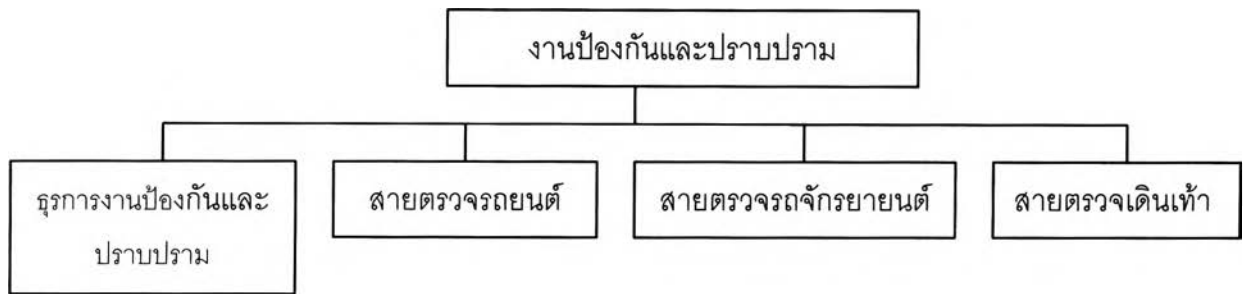 งานป้องกันและปราบปราม
ธุรการงานป้องกันและ
ปราบปราม
สายตรวจรถยนต์
สายตรวจรถจักรยายนต์
สายตรวจเดินเท้า